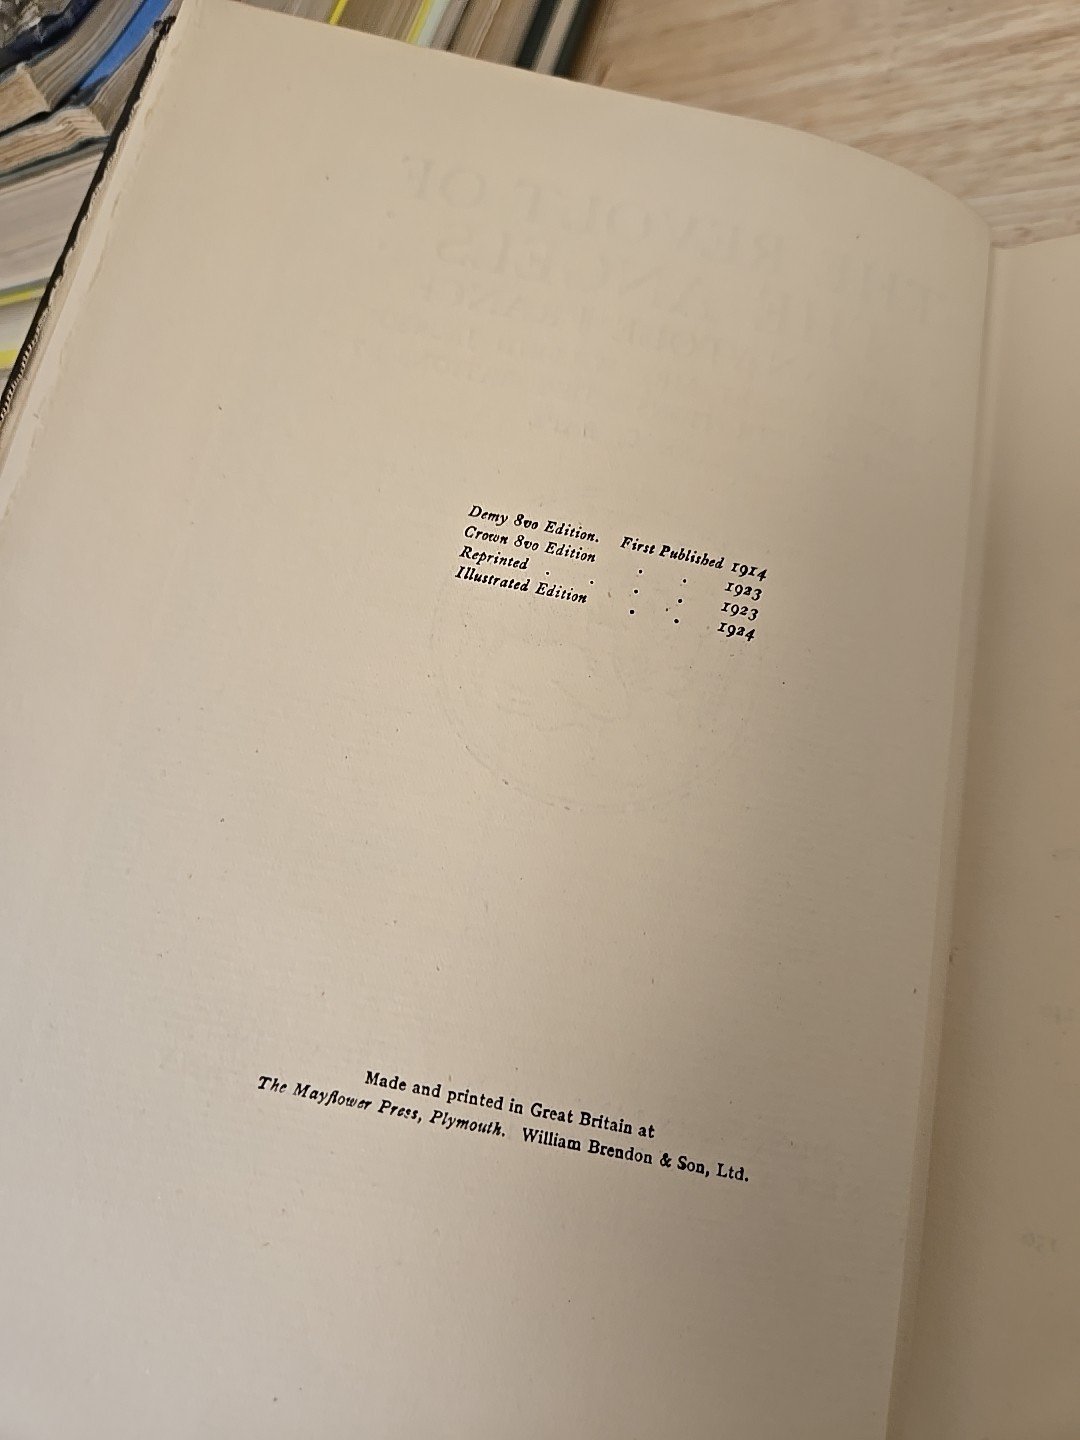 Demy 8vo Edition. First Published 1914
Crown 8vo Edition . . 1923
Reprinted . . . . 1923
Illustrated Edition . . 1924
Made and printed in Great Britain at
The Mayflower Press, Plymouth. William Brendon & Son, Ltd.